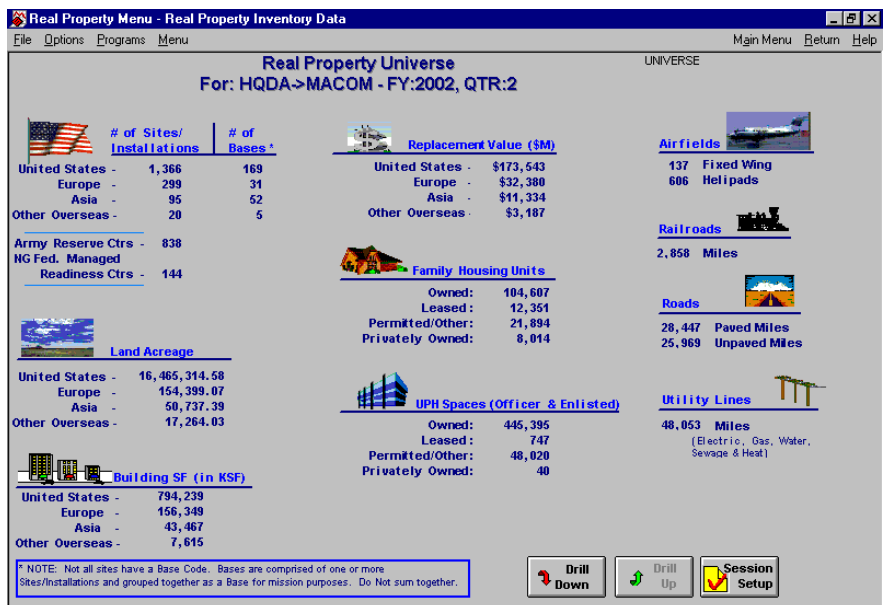 Real Property Menu - Real Property Inventory Data
File Options Programs Menu Main Menu Return Help
Real Property Universe
UNIVERSE
For: HQDA->MACOM - FY:2002, QTR:2
# of Sites/ # of
Installations Bases *
United States - 1,366 169
Europe - 299 31
Asia - 95 52
Other Overseas - 20 5
Army Reserve Ctrs - 838
NG Fed. Managed
Readiness Ctrs - 144
Land Acreage
United States - 16,465,314.58
Europe - 154,399.07
Asia - 50,737.39
Other Overseas - 17,264.03
Building SF (in KSF)
United States - 794,239
Europe - 156,349
Asia - 43,467
Other Overseas - 7,615
* NOTE: Not all sites have a Base Code. Bases are comprised of one or more
Sites/Installations and grouped together as a Base for mission purposes. Do Not sum together.
Replacement Value ($M)
United States - $173,543
Europe - $32,380
Asia - $11,334
Other Overseas - $3,187
Family Housing Units
Owned: 104,607
Leased: 12,351
Permitted/Other: 21,894
Privately Owned: 8,014
UPH Spaces (Officer & Enlisted)
Owned: 445,395
Leased: 747
Permitted/Other: 48,020
Privately Owned: 40
Airfields
137 Fixed Wing
606 Helipads
Railroads
2,858 Miles
Roads
28,447 Paved Miles
25,969 Unpaved Miles
Utility Lines
48,053 Miles
(Electric, Gas, Water,
Sewage & Heat)
Drill
Down
Drill
Up
Session
Setup